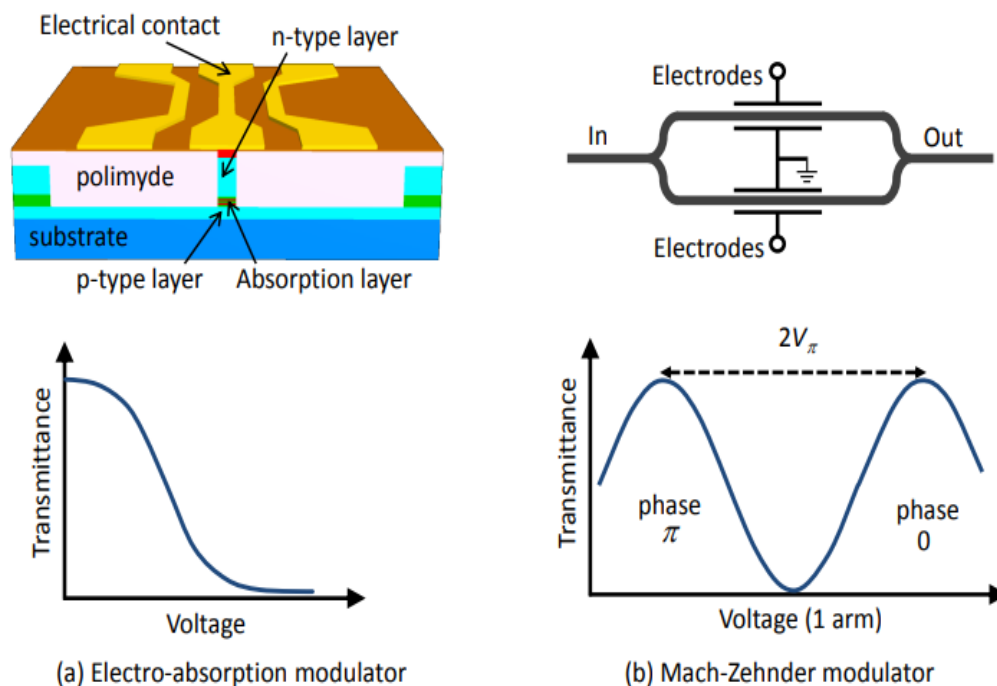 Electrical contact
n-type layer
polimyde
substrate
p-type layer
Absorption layer
Electrodes
In
Out
Electrodes
Transmittance
Voltage
(a) Electro-absorption modulator
2Vπ
Transmittance
phase
π
phase
0
Voltage (1 arm)
(b) Mach-Zehnder modulator